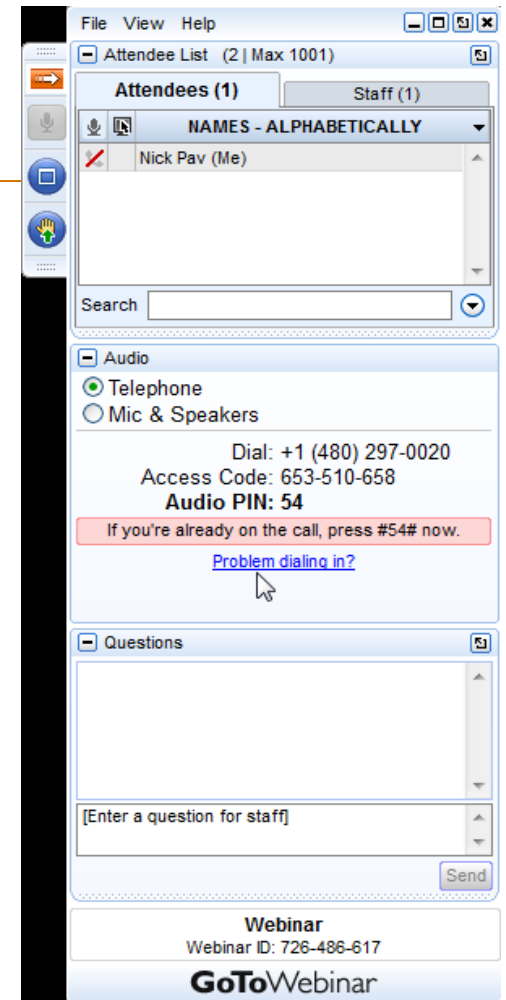 File View Help
Attendee List (2 | Max 1001)
Attendees (1) Staff (1)
NAMES - ALPHABETICALLY
Nick Pav (Me)
Search
Audio
Telephone
Mic & Speakers
Dial: +1 (480) 297-0020
Access Code: 653-510-658
Audio PIN: 54
If you're already on the call, press #54# now.
Problem dialing in?
Questions
[Enter a question for staff]
Send
Webinar
Webinar ID: 726-486-617
GoToWebinar